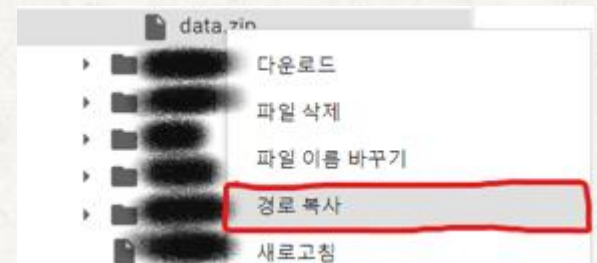 data.zip
다운로드
파일 삭제
파일 이름 바꾸기
경로 복사
새로고침